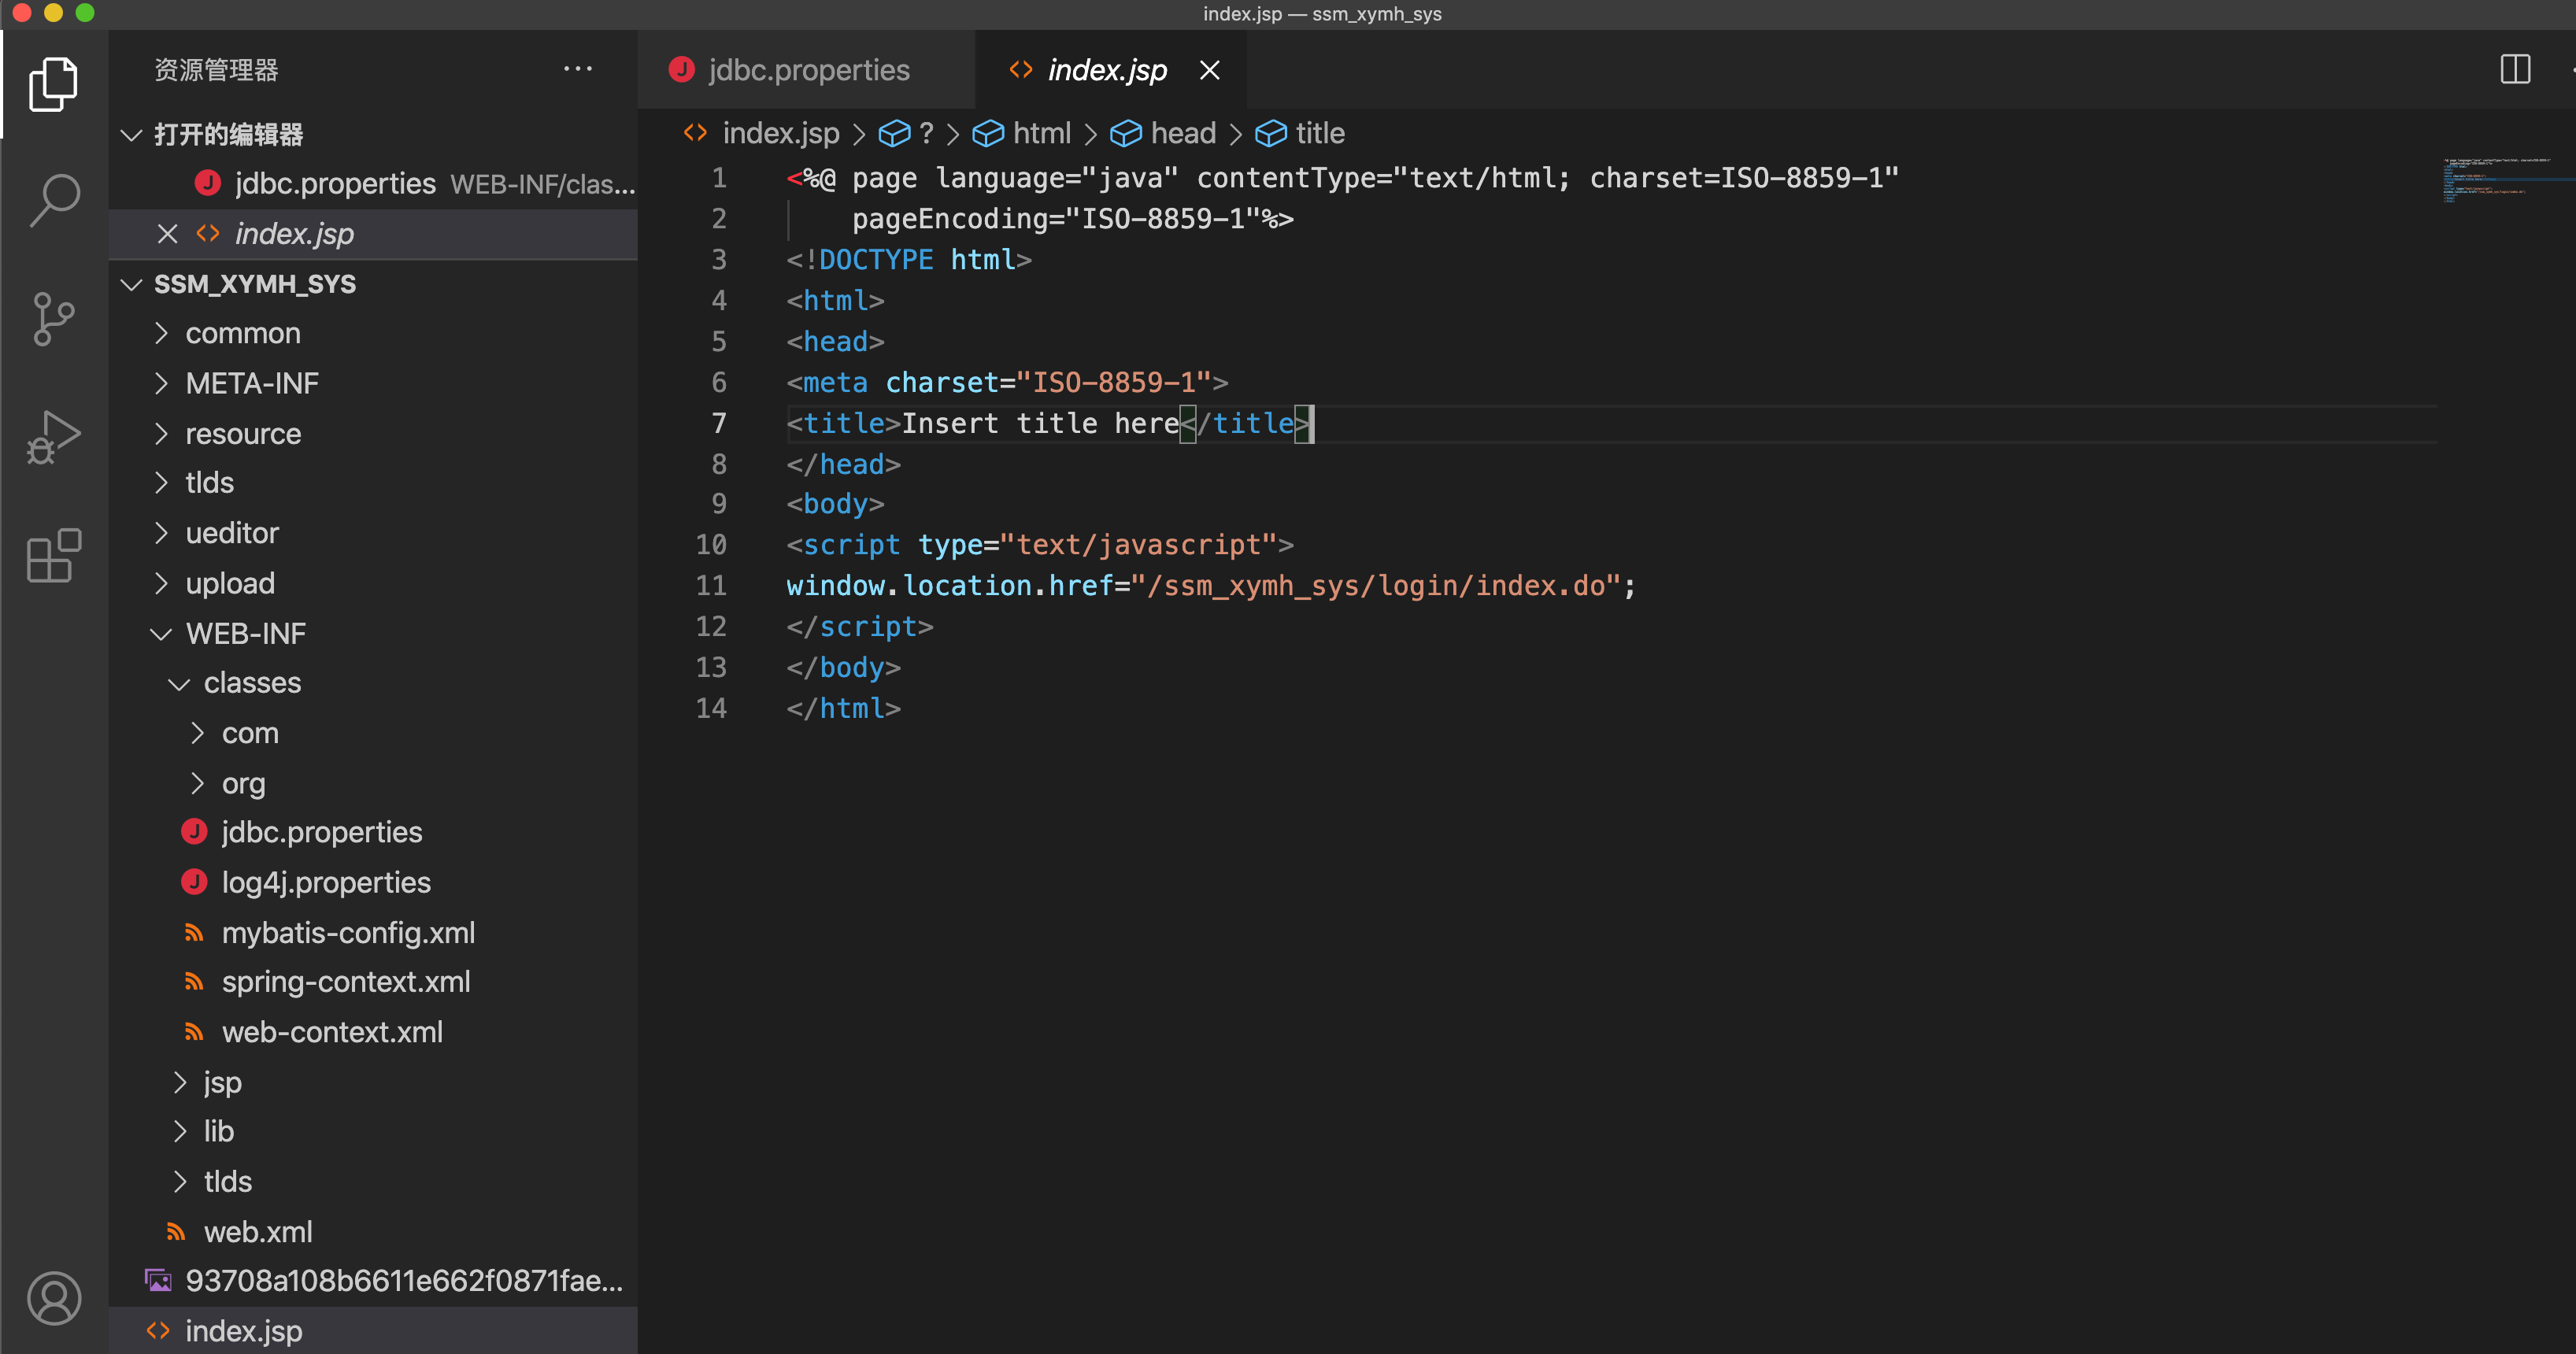 index.jsp — ssm_xymh_sys
资源管理器
打开的编辑器
jdbc.properties WEB-INF/clas...
index.jsp
SSM_XYMH_SYS
common
META-INF
resource
tlds
ueditor
upload
WEB-INF
classes
com
org
jdbc.properties
log4j.properties
mybatis-config.xml
spring-context.xml
web-context.xml
jsp
lib
tlds
web.xml
93708a108b6611e662f0871fae...
index.jsp
jdbc.properties
index.jsp
index.jsp > ? > html > head > title
1 <%@ page language="java" contentType="text/html; charset=ISO-8859-1"
2 pageEncoding="ISO-8859-1"%>
3 <!DOCTYPE html>
4 <html>
5 <head>
6 <meta charset="ISO-8859-1">
7 <title>Insert title here</title>
8 </head>
9 <body>
10 <script type="text/javascript">
11 window.location.href="/ssm_xymh_sys/login/index.do";
12 </script>
13 </body>
14 </html>